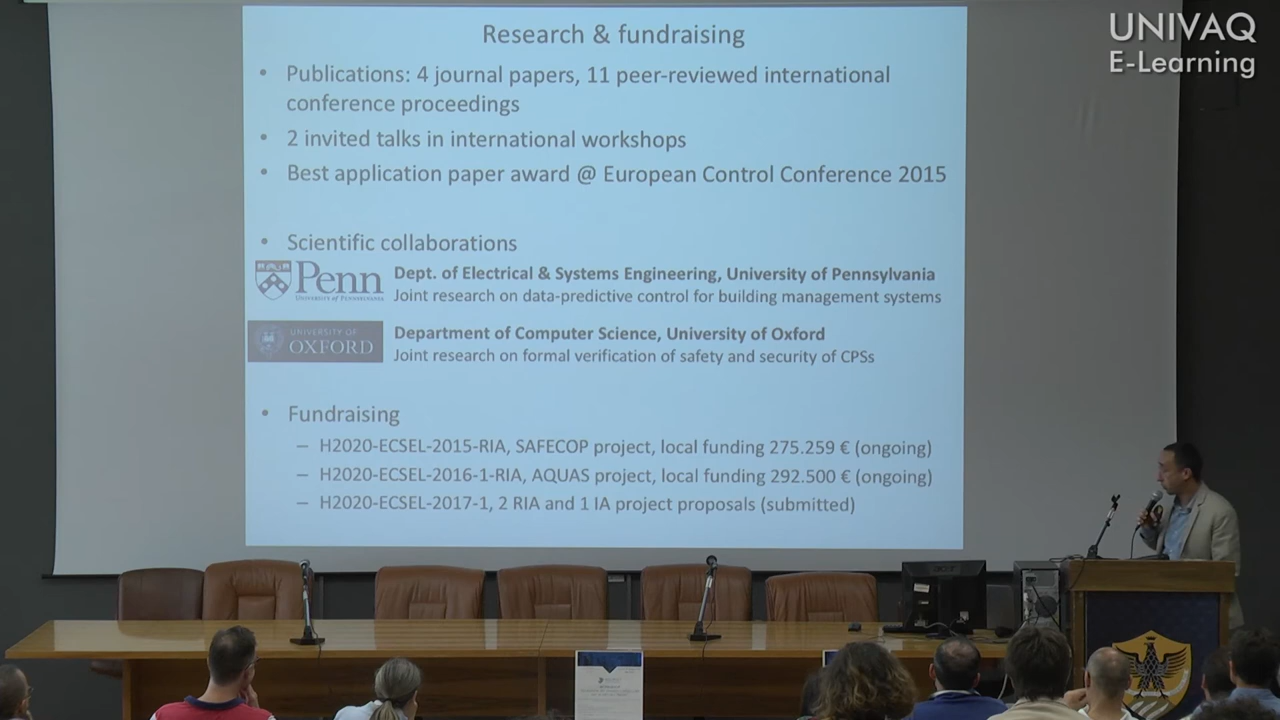 UNIVAQ
E-Learning
Research & fundraising
• Publications: 4 journal papers, 11 peer-reviewed international
conference proceedings
• 2 invited talks in international workshops
• Best application paper award @ European Control Conference 2015
• Scientific collaborations
Penn
UNIVERSITY OF PENNSYLVANIA
Dept. of Electrical & Systems Engineering, University of Pennsylvania
Joint research on data-predictive control for building management systems
UNIVERSITY OF
OXFORD
Department of Computer Science, University of Oxford
Joint research on formal verification of safety and security of CPSs
• Fundraising
– H2020-ECSEL-2015-RIA, SAFECOP project, local funding 275.259 € (ongoing)
– H2020-ECSEL-2016-1-RIA, AQUAS project, local funding 292.500 € (ongoing)
– H2020-ECSEL-2017-1, 2 RIA and 1 IA project proposals (submitted)